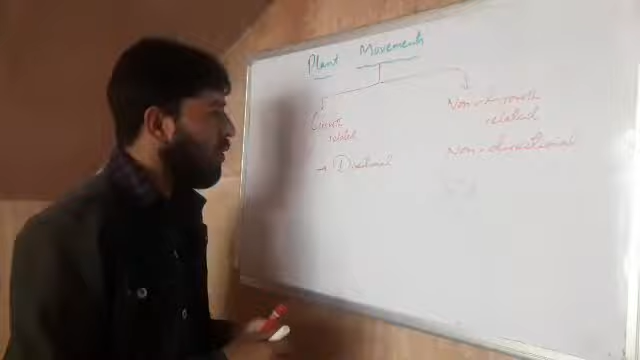 Plant Movements
Growth
related
→ Directional
Non-Growth
related
Non-directional